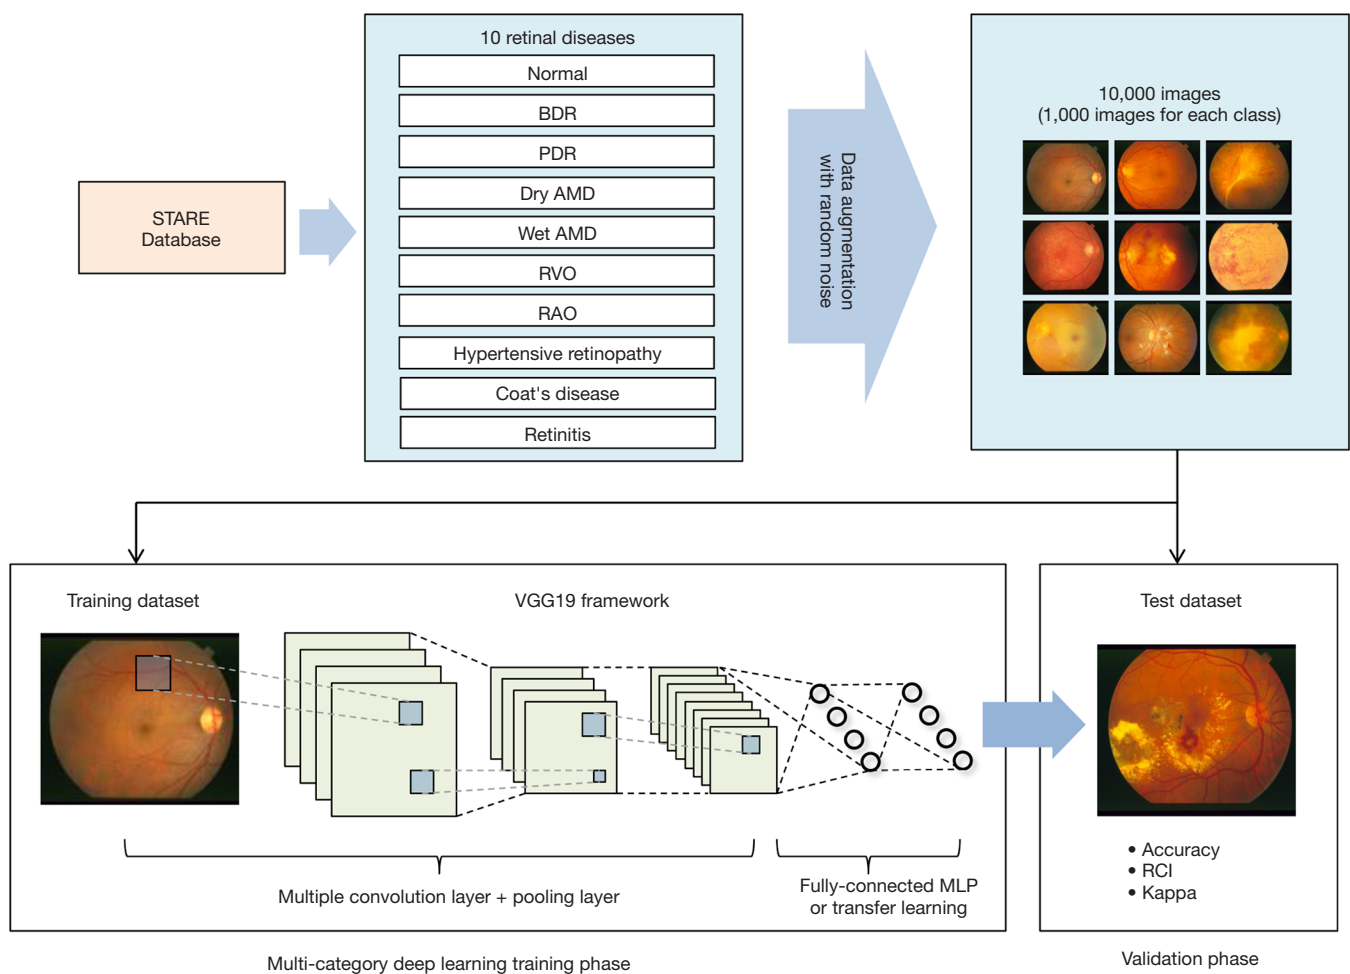 10 retinal diseases
Normal
BDR
PDR
Dry AMD
Wet AMD
RVO
RAO
Hypertensive retinopathy
Coat's disease
Retinitis
STARE
Database
Data augmentation
with random noise
10,000 images
(1,000 images for each class)
Training dataset
VGG19 framework
Multiple convolution layer + pooling layer
Fully-connected MLP
or transfer learning
Multi-category deep learning training phase
Test dataset
• Accuracy
• RCI
• Kappa
Validation phase